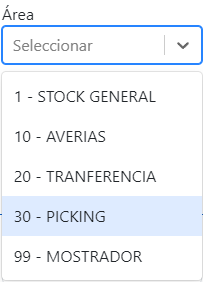 Área
Seleccionar
1 - STOCK GENERAL
10 - AVERIAS
20 - TRANFERENCIA
30 - PICKING
99 - MOSTRADOR